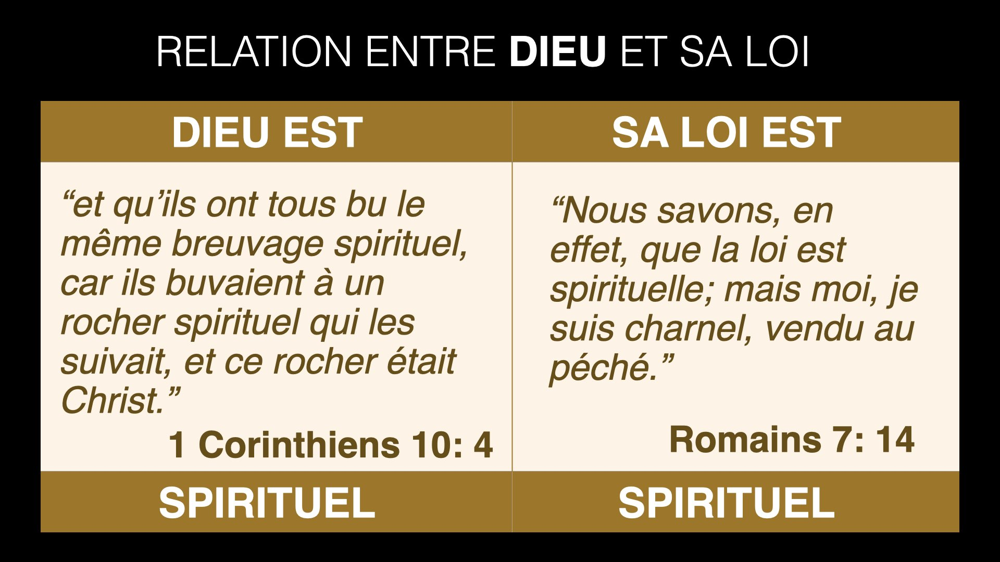 RELATION ENTRE DIEU ET SA LOI
DIEU EST
SA LOI EST
“et qu’ils ont tous bu le
même breuvage spirituel,
car ils buvaient à un
rocher spirituel qui les
suivait, et ce rocher était
Christ.”
1 Corinthiens 10: 4
“Nous savons, en
effet, que la loi est
spirituelle; mais moi, je
suis charnel, vendu au
péché.”
Romains 7: 14
SPIRITUEL
SPIRITUEL